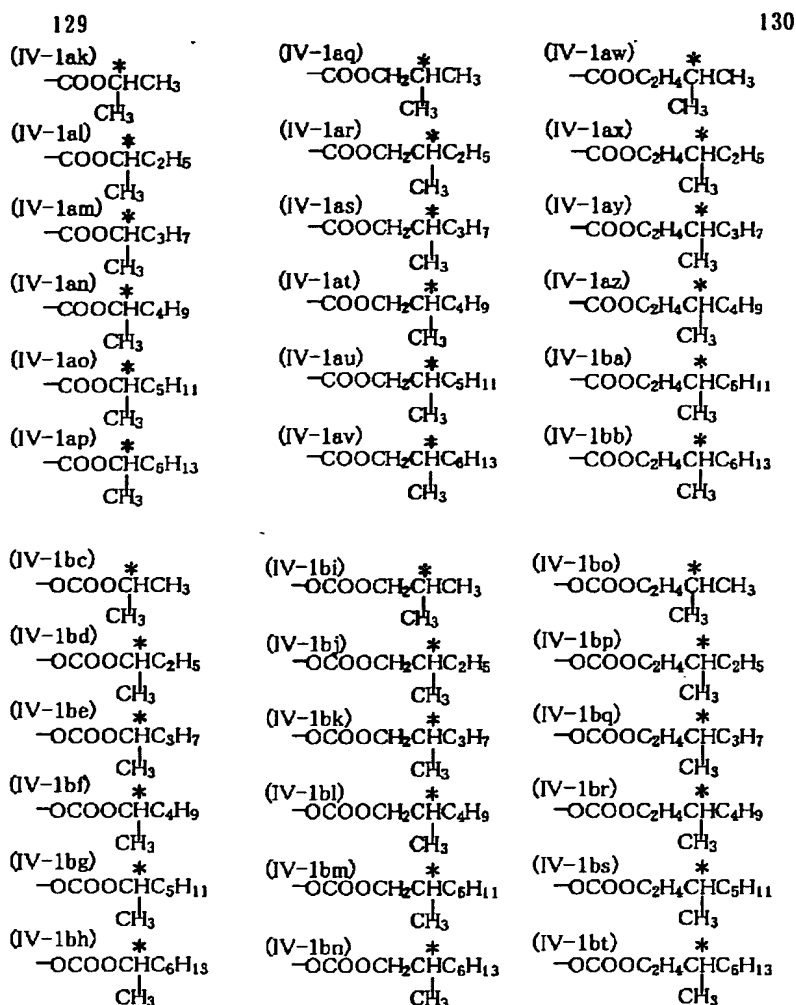 129
130
(IV-1ak)
*
-COOCHCH₃
CH₃
(IV-1al)
*
-COOCHC₂H₅
CH₃
(IV-1am)
*
-COOCHC₃H₇
CH₃
(IV-1an)
*
-COOCHC₄H₉
CH₃
(IV-1ao)
*
-COOCHC₅H₁₁
CH₃
(IV-1ap)
*
-COOCHC₆H₁₃
CH₃
(IV-1aq)
*
-COOCH₂CHCH₃
CH₃
(IV-1ar)
*
-COOCH₂CHC₂H₅
CH₃
(IV-1as)
*
-COOCH₂CHC₃H₇
CH₃
(IV-1at)
*
-COOCH₂CHC₄H₉
CH₃
(IV-1au)
*
-COOCH₂CHC₅H₁₁
CH₃
(IV-1av)
*
-COOCH₂CHC₆H₁₃
CH₃
(IV-1aw)
*
-COOC₂H₄CHCH₃
CH₃
(IV-1ax)
*
-COOC₂H₄CHC₂H₅
CH₃
(IV-1ay)
*
-COOC₂H₄CHC₃H₇
CH₃
(IV-1az)
*
-COOC₂H₄CHC₄H₉
CH₃
(IV-1ba)
*
-COOC₂H₄CHC₅H₁₁
CH₃
(IV-1bb)
*
-COOC₂H₄CHC₆H₁₃
CH₃
(IV-1bc)
*
-OCOOCHCH₃
CH₃
(IV-1bd)
*
-OCOOCHC₂H₅
CH₃
(IV-1be)
*
-OCOOCHC₃H₇
CH₃
(IV-1bf)
*
-OCOOCHC₄H₉
CH₃
(IV-1bg)
*
-OCOOCHC₅H₁₁
CH₃
(IV-1bh)
*
-OCOOCHC₆H₁₃
CH₃
(IV-1bi)
*
-OCOOCH₂CHCH₃
CH₃
(IV-1bj)
*
-OCOOCH₂CHC₂H₅
CH₃
(IV-1bk)
*
-OCOOCH₂CHC₃H₇
CH₃
(IV-1bl)
*
-OCOOCH₂CHC₄H₉
CH₃
(IV-1bm)
*
-OCOOCH₂CHC₅H₁₁
CH₃
(IV-1bn)
*
-OCOOCH₂CHC₆H₁₃
CH₃
(IV-1bo)
*
-OCOOC₂H₄CHCH₃
CH₃
(IV-1bp)
*
-OCOOC₂H₄CHC₂H₅
CH₃
(IV-1bq)
*
-OCOOC₂H₄CHC₃H₇
CH₃
(IV-1br)
*
-OCOOC₂H₄CHC₄H₉
CH₃
(IV-1bs)
*
-OCOOC₂H₄CHC₅H₁₁
CH₃
(IV-1bt)
*
-OCOOC₂H₄CHC₆H₁₃
CH₃